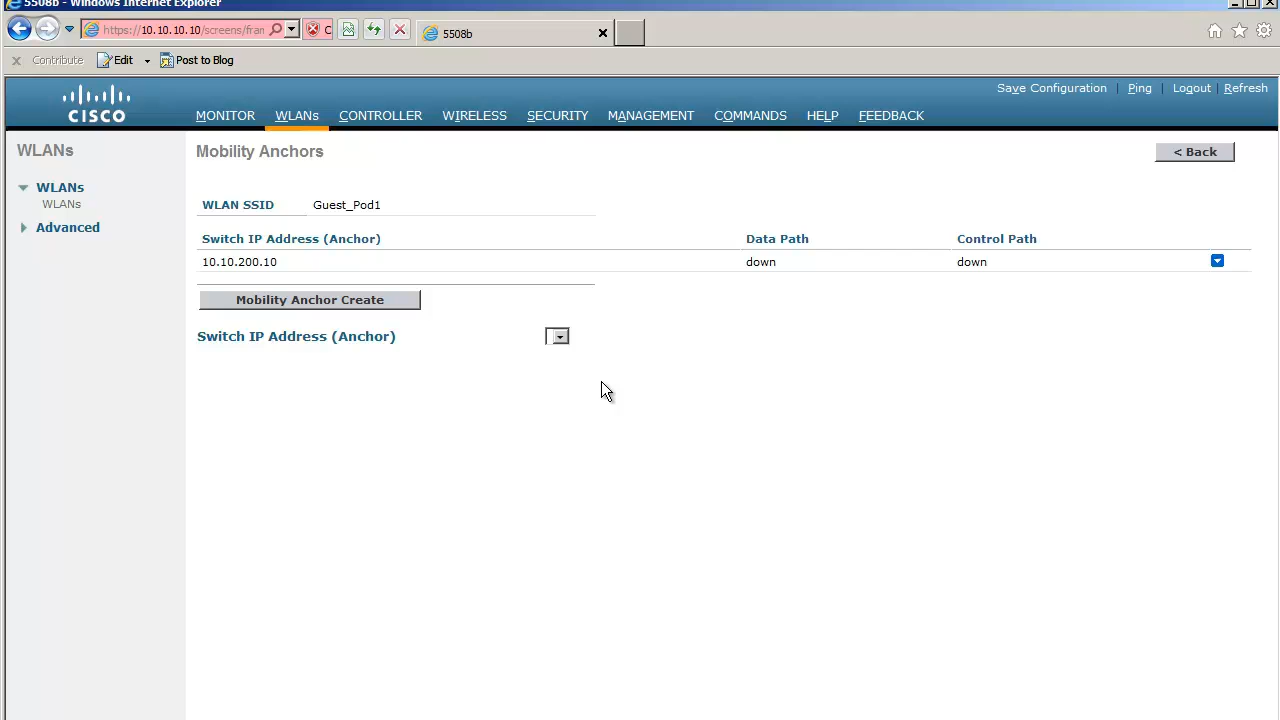 5508b - Windows Internet Explorer
https://10.10.10.10/screens/fran
C
5508b
x Contribute Edit Post to Blog
Save Configuration | Ping | Logout | Refresh
CISCO
MONITOR WLANs CONTROLLER WIRELESS SECURITY MANAGEMENT COMMANDS HELP FEEDBACK
WLANs
WLANs
WLANs
Advanced
Mobility Anchors
< Back
WLAN SSID Guest_Pod1
Switch IP Address (Anchor) Data Path Control Path
10.10.200.10 down down
Mobility Anchor Create
Switch IP Address (Anchor)